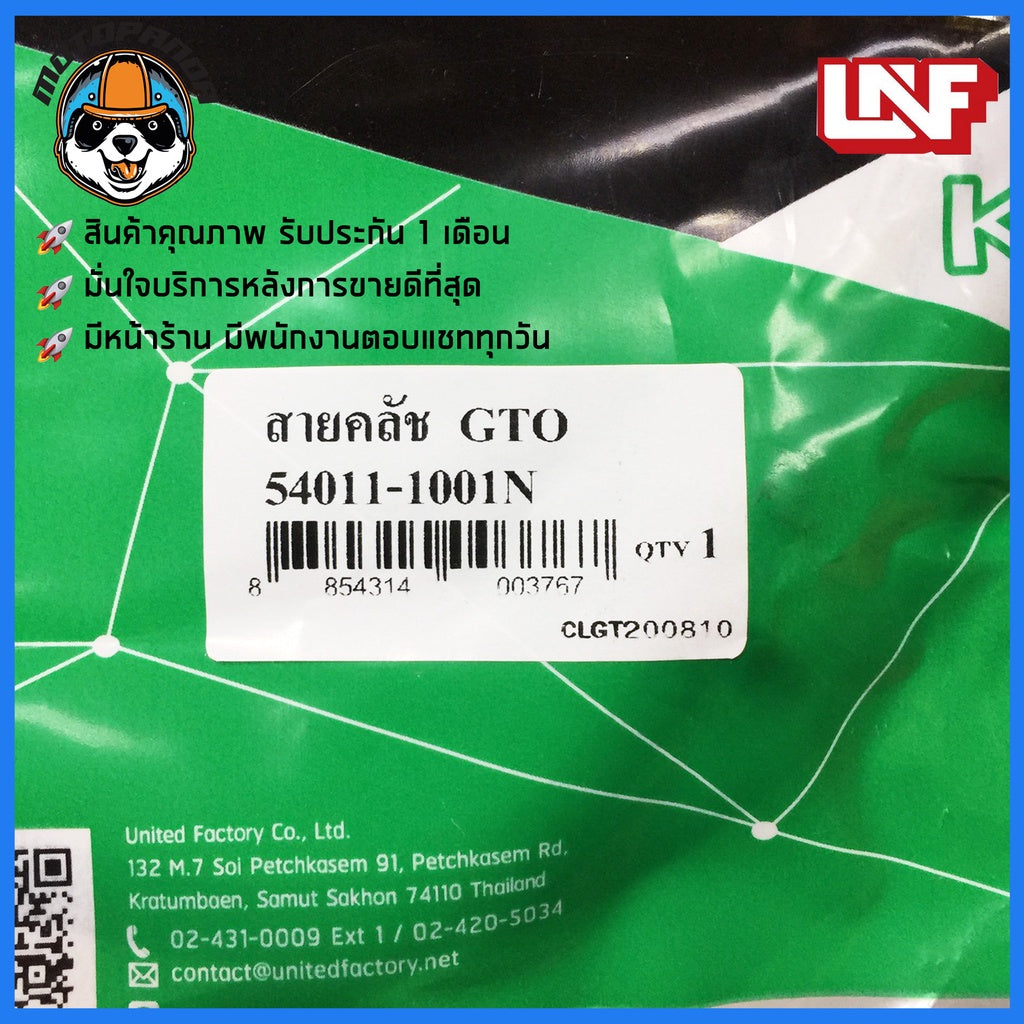 UNF
K
สินค้าคุณภาพ รับประกัน 1 เดือน
มั่นใจบริการหลังการขายดีที่สุด
มีหน้าร้าน มีพนักงานตอบแชททุกวัน
สายคลัช GTO
54011-1001N
QTY 1
8 854314 003767
CLGT200810
United Factory Co., Ltd.
132 M.7 Soi Petchkasem 91, Petchkasem Rd.
Kratumbaen, Samut Sakhon 74110 Thailand
02-431-0009 Ext 1 / 02-420-5034
contact@unitedfactory.net